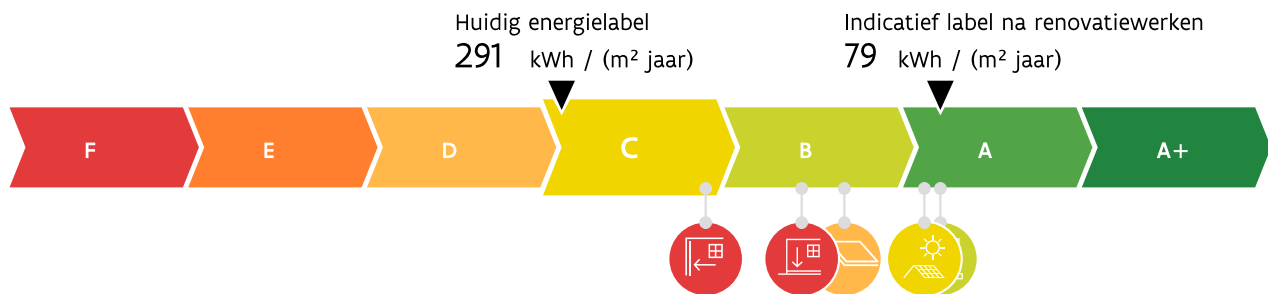 Huidig energielabel
291 kWh / (m² jaar)
Indicatief label na renovatiewerken
79 kWh / (m² jaar)
F
E
D
C
B
A
A+